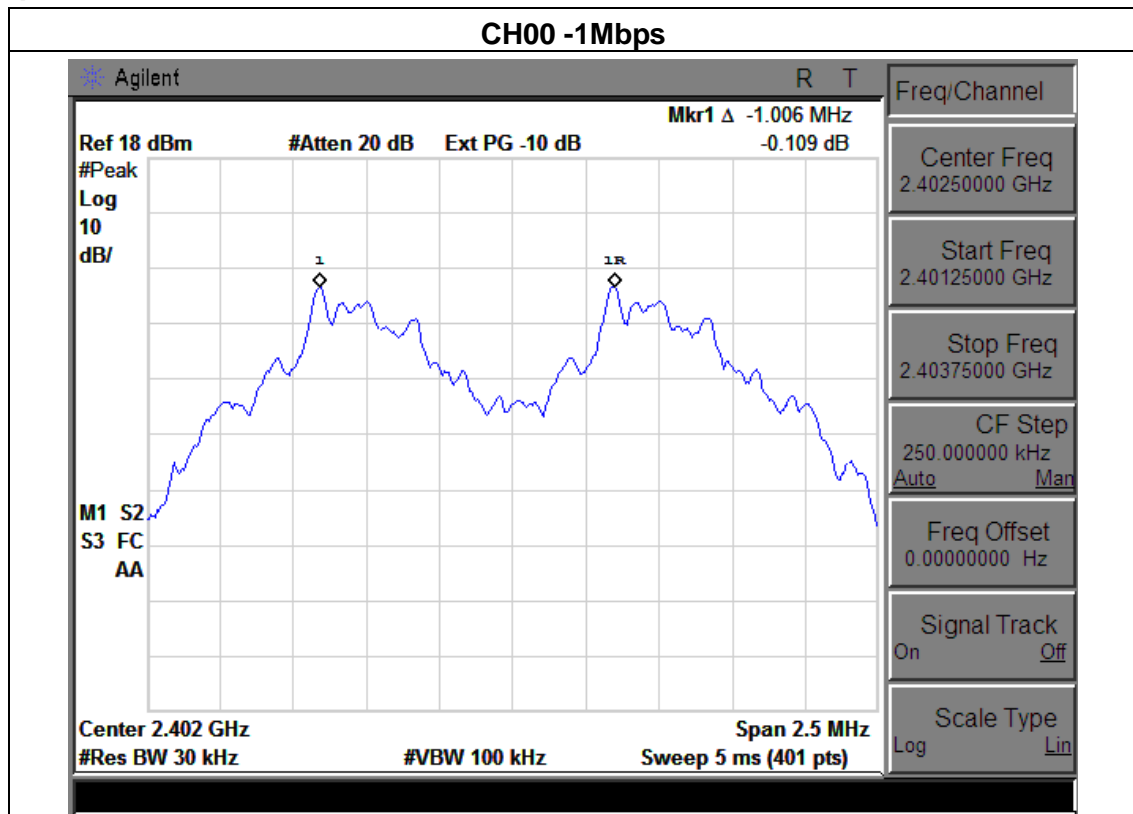 CH00 -1Mbps
Agilent R T
Mkr1 Δ -1.006 MHz
Ref 18 dBm #Atten 20 dB Ext PG -10 dB -0.109 dB
#Peak
Log
10
dB/
1 1R
M1 S2
S3 FC
AA
Center 2.402 GHz Span 2.5 MHz
#Res BW 30 kHz #VBW 100 kHz Sweep 5 ms (401 pts)
Freq/Channel
Center Freq
2.40250000 GHz
Start Freq
2.40125000 GHz
Stop Freq
2.40375000 GHz
CF Step
250.000000 kHz
Auto Man
Freq Offset
0.00000000 Hz
Signal Track
On Off
Scale Type
Log Lin